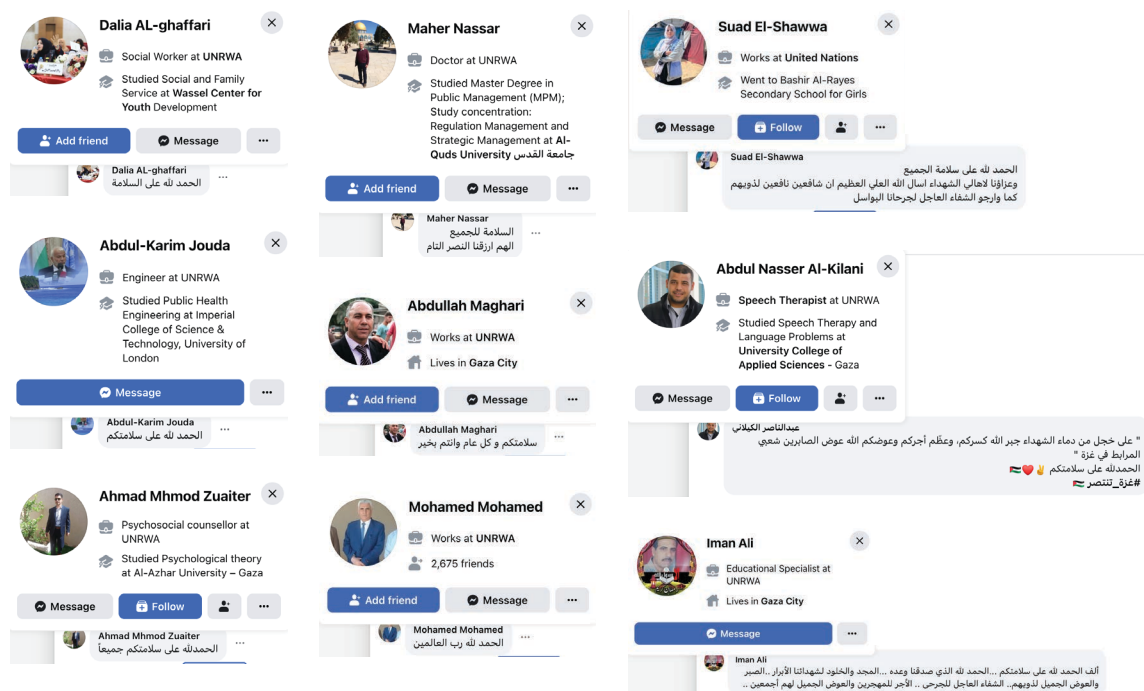 Dalia AL-ghaffari
Social Worker at UNRWA
Studied Social and Family
Service at Wassel Center for
Youth Development
Add friend
Message
Dalia AL-ghaffari
الحمد لله على السلامة
Abdul-Karim Jouda
Engineer at UNRWA
Studied Public Health
Engineering at Imperial
College of Science &
Technology, University of
London
Message
Abdul-Karim Jouda
الحمد لله على سلامتكم
Ahmad Mhmod Zuaiter
Psychosocial counsellor at
UNRWA
Studied Psychological theory
at Al-Azhar University – Gaza
Message
Follow
Ahmad Mhmod Zuaiter
الحمدلله على سلامتكم جميعاً
Maher Nassar
Doctor at UNRWA
Studied Master Degree in
Public Management (MPM);
Study concentration:
Regulation Management and
Strategic Management at Al-
Quds University جامعة القدس
Add friend
Message
Maher Nassar
السلامة للجميع
الهم ارزقنا النصر التام
Abdullah Maghari
Works at UNRWA
Lives in Gaza City
Add friend
Message
Abdullah Maghari
سلامتكم و كل عام وانتم بخير
Mohamed Mohamed
Works at UNRWA
2,675 friends
Add friend
Message
Mohamed Mohamed
الحمد لله رب العالمين
Suad El-Shawwa
Works at United Nations
Went to Bashir Al-Rayes
Secondary School for Girls
Message
Follow
Suad El-Shawwa
الحمد لله على سلامة الجميع
وعزاؤنا لاهالي الشهداء اسال الله العلي العظيم ان شافعين نافعين لذويهم
كما وارجو الشفاء العاجل لجرحانا البواسل
Abdul Nasser Al-Kilani
Speech Therapist at UNRWA
Studied Speech Therapy and
Language Problems at
University College of
Applied Sciences - Gaza
Message
Follow
عبدالناصر الكيلاني
" على خجل من دماء الشهداء جبر الله كسركم، وعظّم أجركم وعوضكم الله عوض الصابرين شعبي
المرابط في غزة "
الحمدلله على سلامتكم ✌️❤️🇵🇸
#غزة_تنتصر 🇵🇸
Iman Ali
Educational Specialist at
UNRWA
Lives in Gaza City
Message
Iman Ali
ألف الحمد لله على سلامتكم ...الحمد لله الذي صدقنا وعده ...المجد والخلود لشهدائنا الأبرار ..الصبر
والعوض الجميل لذويهم.. الشفاء العاجل للجرحى .. الأجر للمهجرين والعوض الجميل لهم أجمعين ..